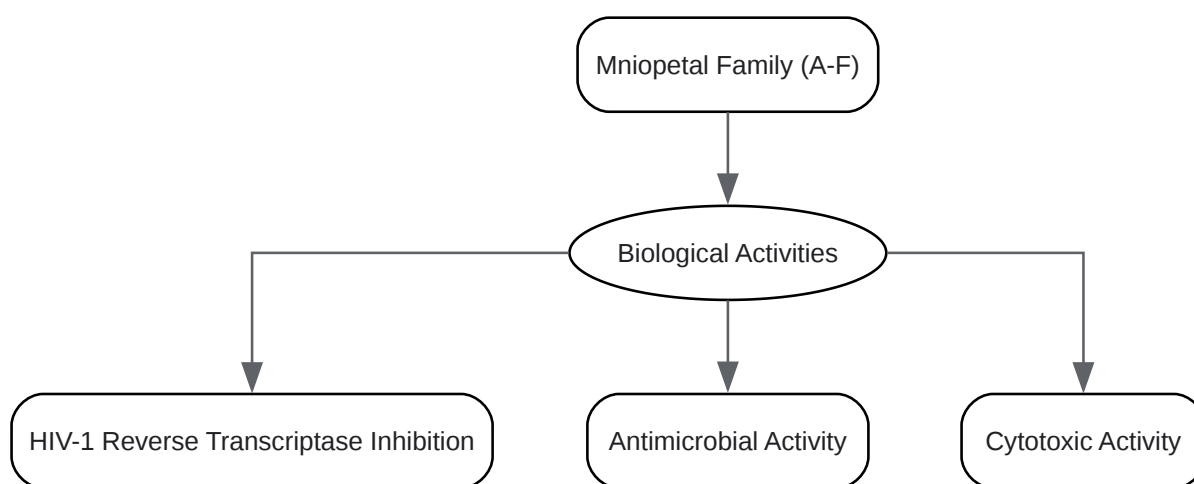 Mniopetal Family (A-F)
Biological Activities
HIV-1 Reverse Transcriptase Inhibition
Antimicrobial Activity
Cytotoxic Activity